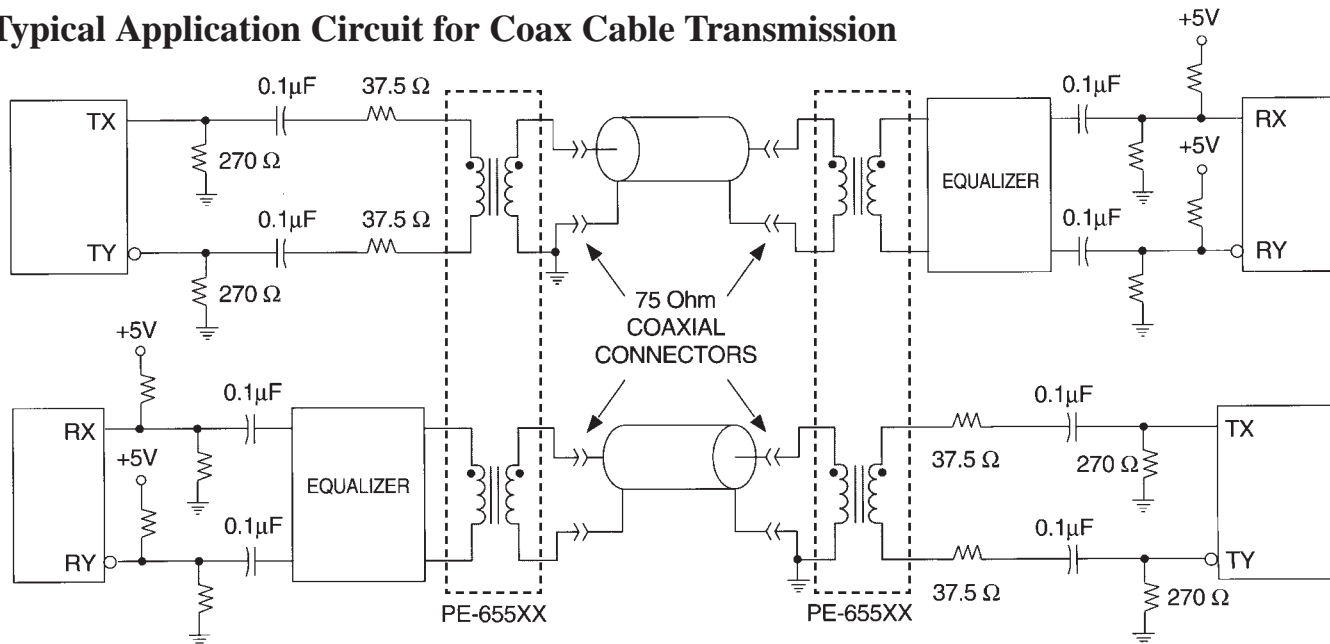 Typical Application Circuit for Coax Cable Transmission
+5V
0.1µF
37.5 Ω
0.1µF
TX
270 Ω
+5V
RX
EQUALIZER
0.1µF
37.5 Ω
0.1µF
TY
270 Ω
RY
75 Ohm
COAXIAL
CONNECTORS
+5V
0.1µF
0.1µF
RX
37.5 Ω
270 Ω
TX
+5V
EQUALIZER
0.1µF
0.1µF
RY
37.5 Ω
270 Ω
TY
PE-655XX
PE-655XX